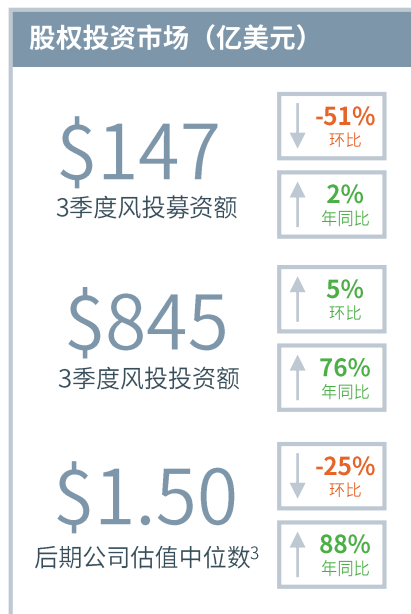 股权投资市场（亿美元）
$147
3季度风投募资额
-51%
环比
2%
年同比
$845
3季度风投投资额
5%
环比
76%
年同比
$1.50
后期公司估值中位数3
-25%
环比
88%
年同比